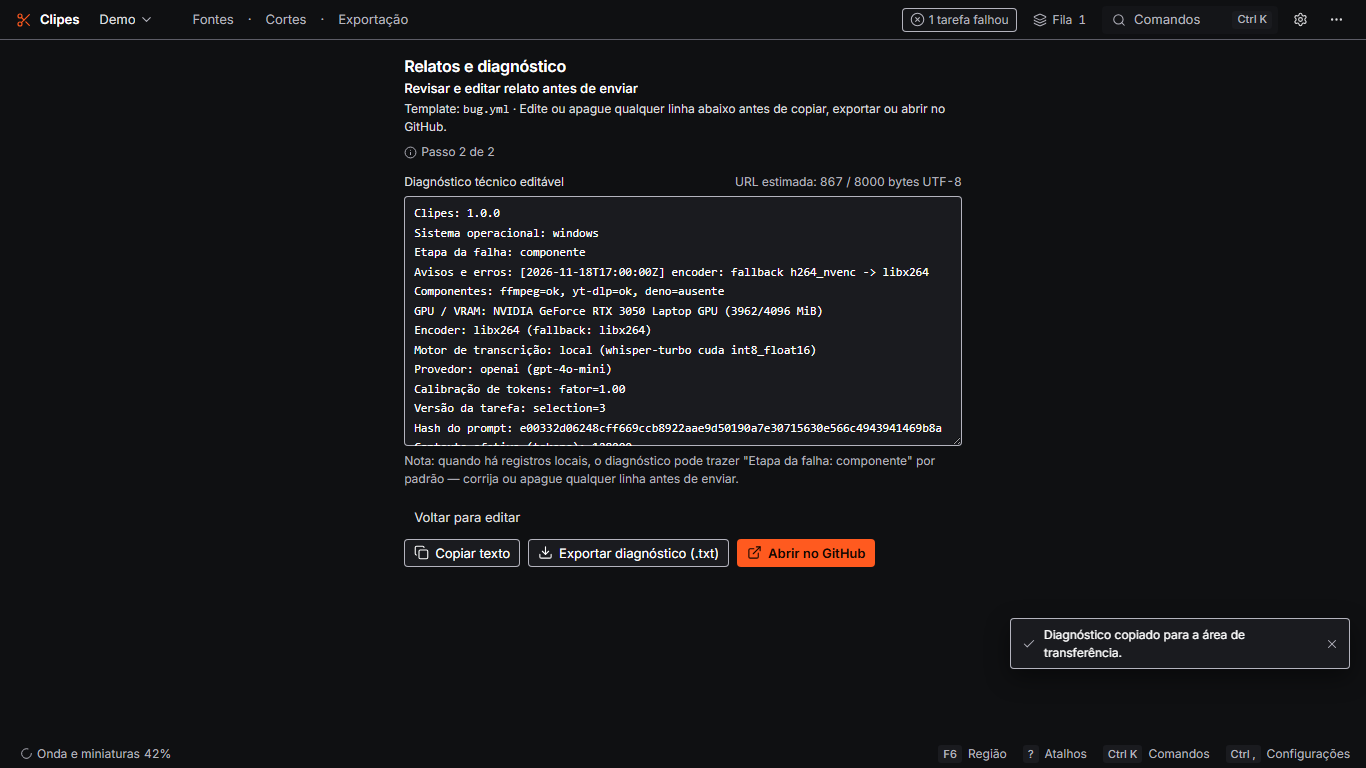 Clipes Demo Fontes · Cortes · Exportação 1 tarefa falhou Fila 1 Comandos Ctrl K
Relatos e diagnóstico
Revisar e editar relato antes de enviar
Template: bug.yml · Edite ou apague qualquer linha abaixo antes de copiar, exportar ou abrir no
GitHub.
Passo 2 de 2
Diagnóstico técnico editável URL estimada: 867 / 8000 bytes UTF-8
Clipes: 1.0.0
Sistema operacional: windows
Etapa da falha: componente
Avisos e erros: [2026-11-18T17:00:00Z] encoder: fallback h264_nvenc -> libx264
Componentes: ffmpeg=ok, yt-dlp=ok, deno=ausente
GPU / VRAM: NVIDIA GeForce RTX 3050 Laptop GPU (3962/4096 MiB)
Encoder: libx264 (fallback: libx264)
Motor de transcrição: local (whisper-turbo cuda int8_float16)
Provedor: openai (gpt-4o-mini)
Calibração de tokens: fator=1.00
Versão da tarefa: selection=3
Hash do prompt: e00332d06248cff669ccb8922aae9d50190a7e30715630e566c4943941469b8a
Nota: quando há registros locais, o diagnóstico pode trazer "Etapa da falha: componente" por
padrão — corrija ou apague qualquer linha antes de enviar.
Voltar para editar
Copiar texto Exportar diagnóstico (.txt) Abrir no GitHub
Diagnóstico copiado para a área de
transferência.
Onda e miniaturas 42% F6 Região ? Atalhos Ctrl K Comandos Ctrl , Configurações